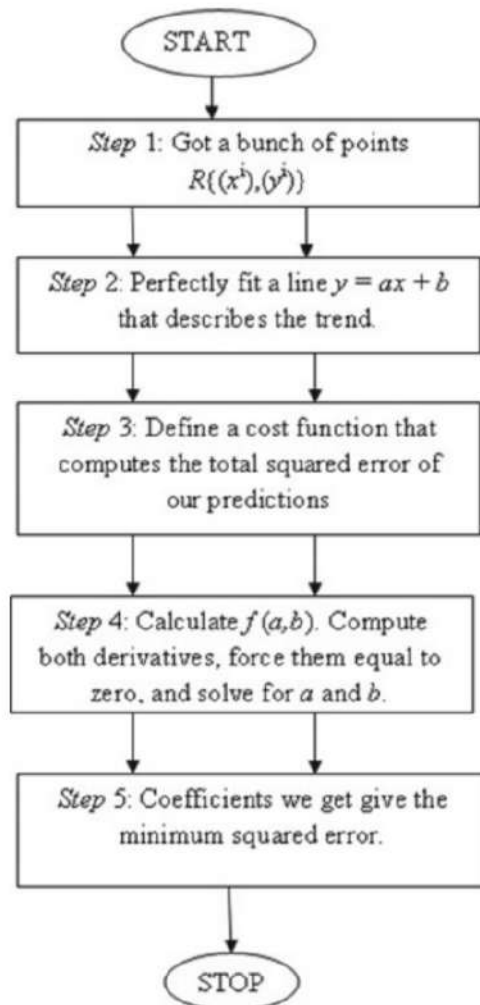 START
Step 1: Got a bunch of points
R{(xⁱ),(yⁱ)}
Step 2: Perfectly fit a line y = ax + b
that describes the trend.
Step 3: Define a cost function that
computes the total squared error of
our predictions
Step 4: Calculate f (a,b). Compute
both derivatives, force them equal to
zero, and solve for a and b.
Step 5: Coefficients we get give the
minimum squared error.
STOP